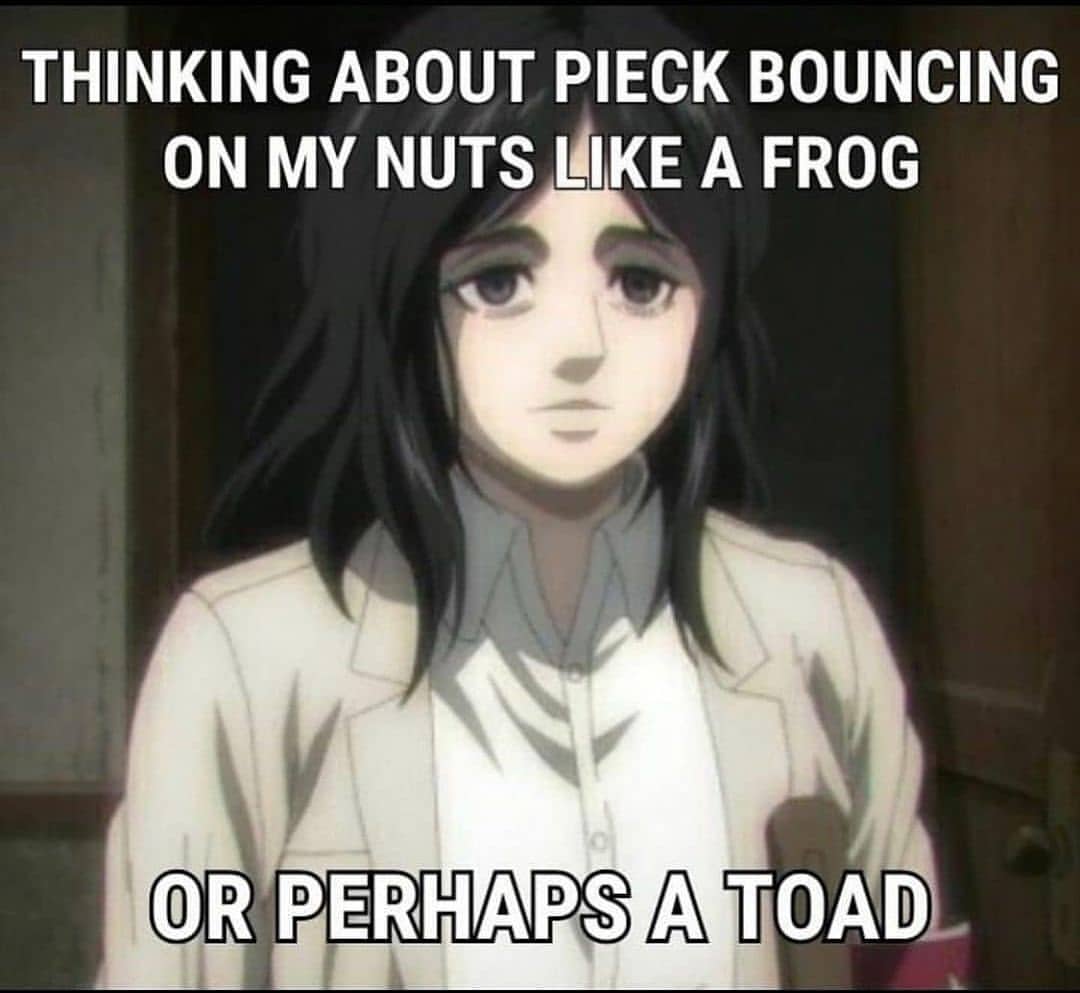 THINKING ABOUT PIECK BOUNCING
ON MY NUTS LIKE A FROG
OR PERHAPS A TOAD